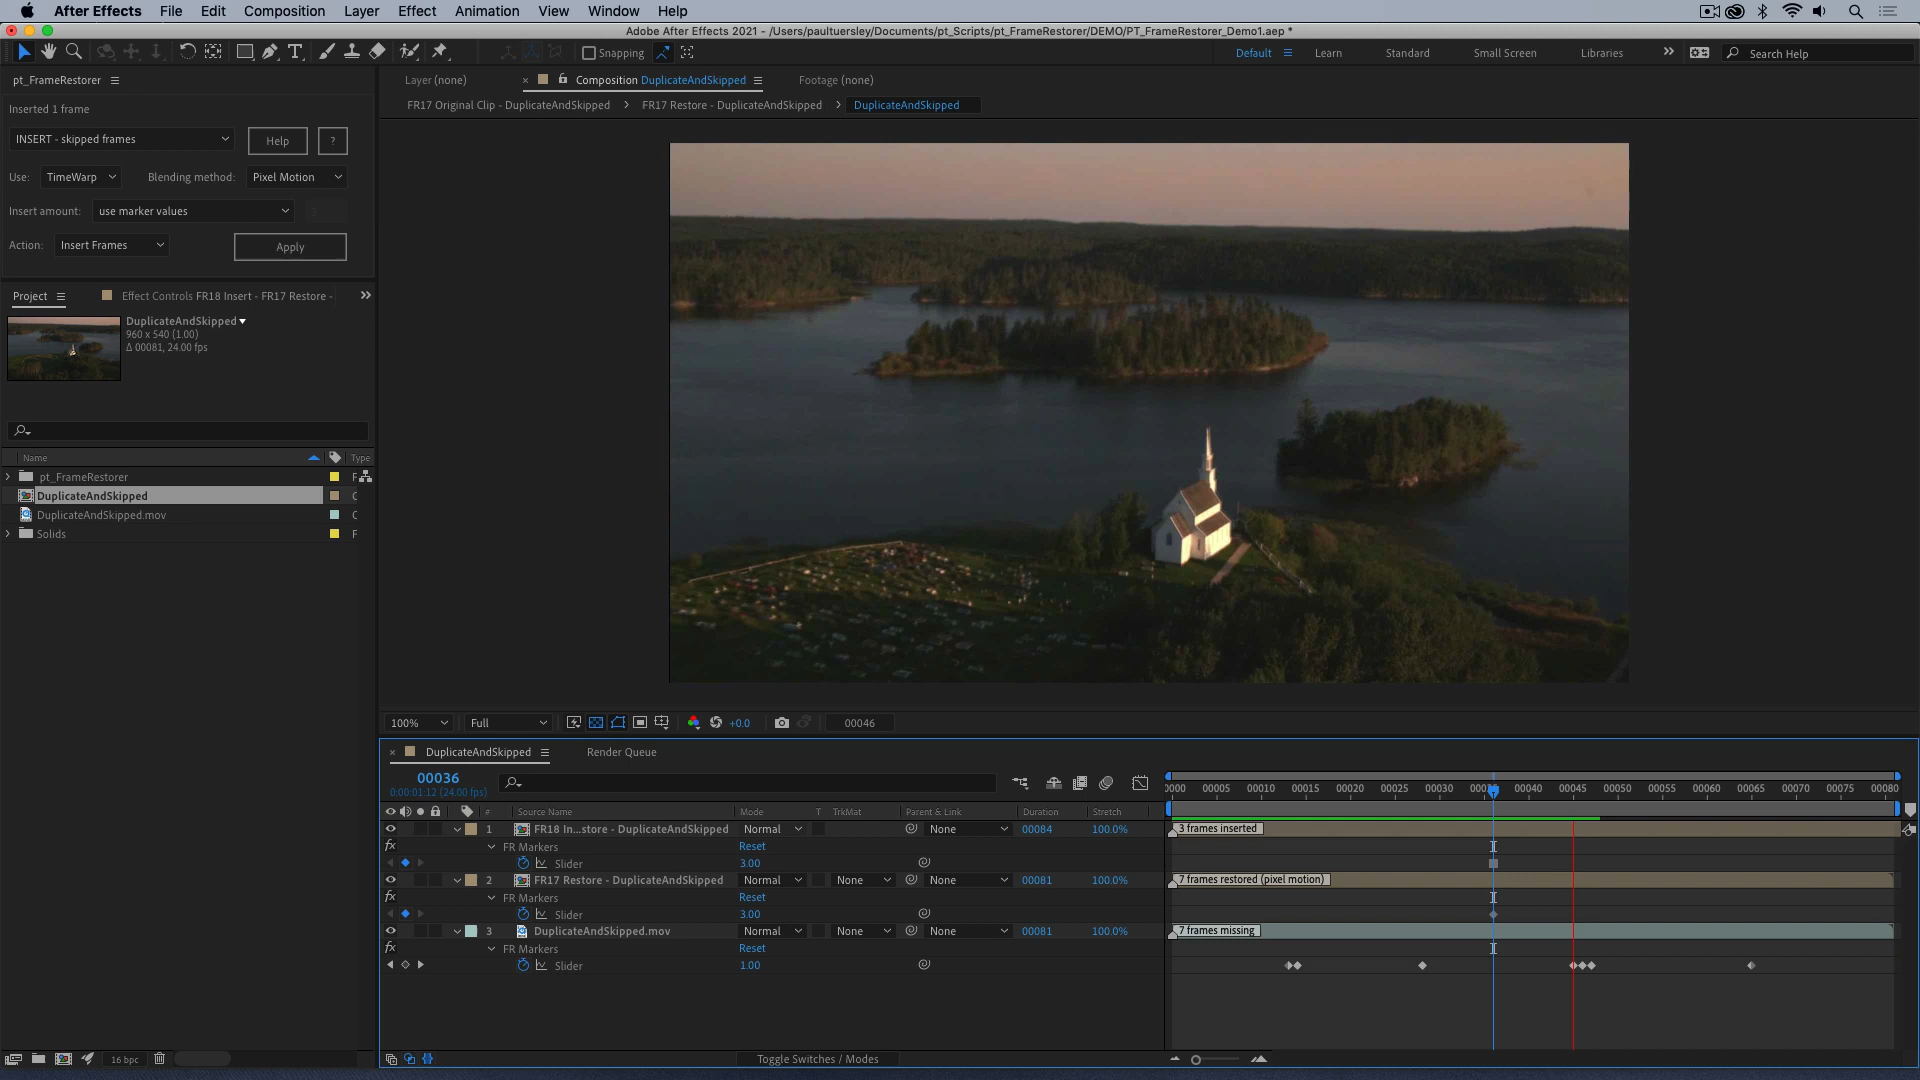 After Effects File Edit Composition Layer Effect Animation View Window Help
Adobe After Effects 2021 - /Users/paultuersley/Documents/pt_Scripts/pt_FrameRestorer/DEMO/PT_FrameRestorer_Demo1.aep *
Snapping Default Learn Standard Small Screen Libraries Search Help
pt_FrameRestorer
Inserted 1 frame
INSERT - skipped frames Help ?
Use: TimeWarp Blending method: Pixel Motion
Insert amount: use marker values
Action: Insert Frames Apply
Layer (none) Composition DuplicateAndSkipped Footage (none)
FR17 Original Clip - DuplicateAndSkipped FR17 Restore - DuplicateAndSkipped DuplicateAndSkipped
Project Effect Controls FR18 Insert - FR17 Restore -
DuplicateAndSkipped
960 x 540 (1.00)
Δ 00081, 24.00 fps
Name Type
pt_FrameRestorer F
DuplicateAndSkipped C
DuplicateAndSkipped.mov C
Solids F
16 bpc
100% Full +0.0 00046
DuplicateAndSkipped Render Queue
00036
0:00:01:12 (24.00 fps)
# Source Name Mode T TrkMat Parent & Link Duration Stretch
0000 00005 00010 00015 00020 00025 00030 00040 00045 00050 00055 00060 00065 00070 00075 00080
1 FR18 In...store - DuplicateAndSkipped Normal None 00084 100.0% 3 frames inserted
fx FR Markers Reset
Slider 3.00
2 FR17 Restore - DuplicateAndSkipped Normal None None 00081 100.0% 7 frames restored (pixel motion)
fx FR Markers Reset
Slider 3.00
3 DuplicateAndSkipped.mov Normal None None 00081 100.0% 7 frames missing
fx FR Markers Reset
Slider 1.00
Toggle Switches / Modes